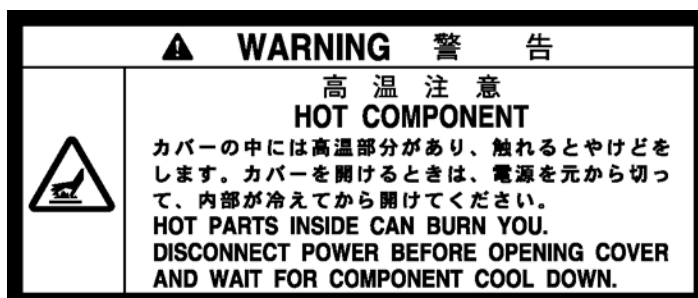 WARNING 警 告
高 温 注 意
HOT COMPONENT
カバーの中には高温部分があり、触れるとやけどを
します。カバーを開けるときは、電源を元から切っ
て、内部が冷えてから開けてください。
HOT PARTS INSIDE CAN BURN YOU.
DISCONNECT POWER BEFORE OPENING COVER
AND WAIT FOR COMPONENT COOL DOWN.